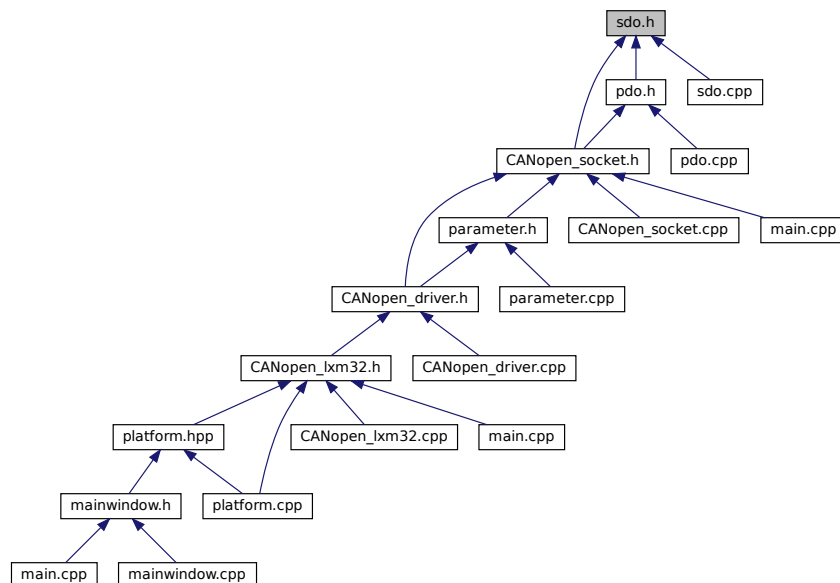 sdo.h
pdo.h
sdo.cpp
CANopen_socket.h
pdo.cpp
parameter.h
CANopen_socket.cpp
main.cpp
CANopen_driver.h
parameter.cpp
CANopen_lxm32.h
CANopen_driver.cpp
platform.hpp
CANopen_lxm32.cpp
main.cpp
mainwindow.h
platform.cpp
main.cpp
mainwindow.cpp